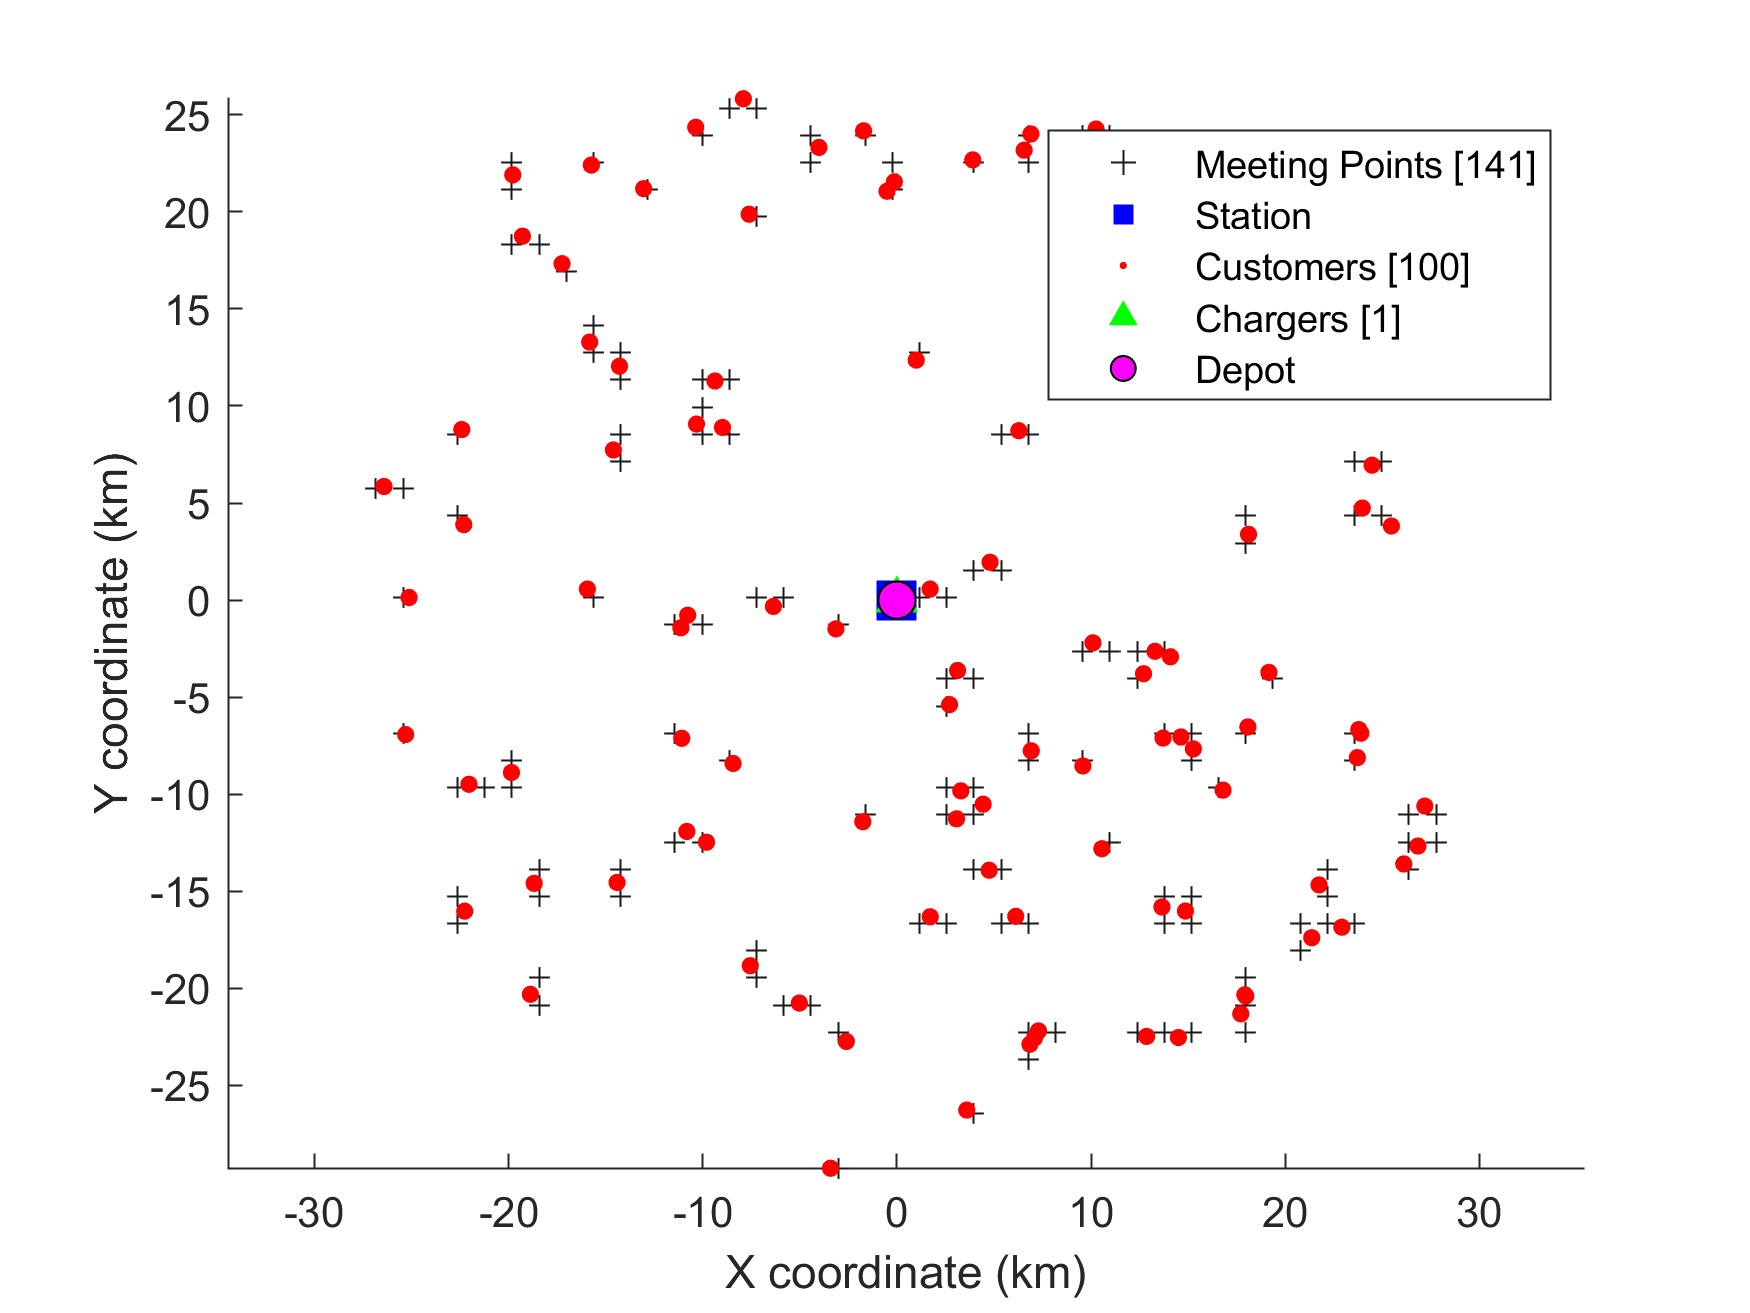 25
20
15
10
5
0
-5
-10
-15
-20
-25
Y coordinate (km)
Meeting Points [141]
Station
Customers [100]
Chargers [1]
Depot
-30 -20 -10 0 10 20 30
X coordinate (km)